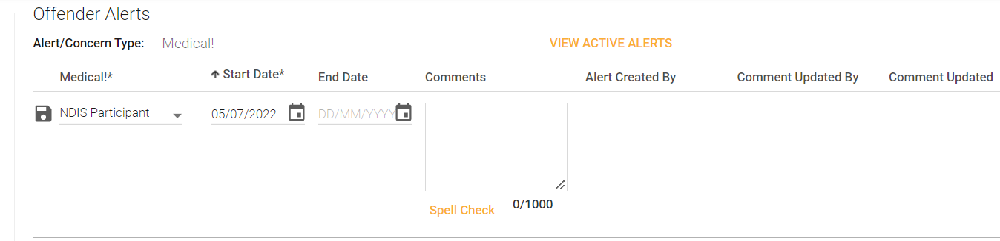 Offender Alerts
Alert/Concern Type: Medical! VIEW ACTIVE ALERTS
Medical!* Start Date* End Date Comments Alert Created By Comment Updated By Comment Updated
NDIS Participant 05/07/2022 DD/MM/YYYY
Spell Check 0/1000